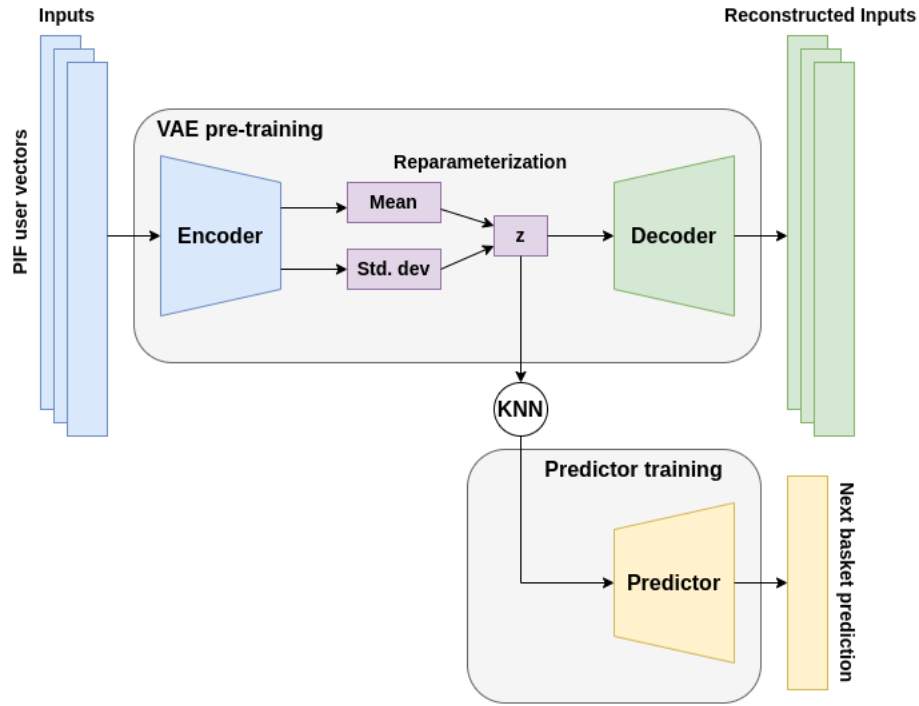 Inputs
Reconstructed Inputs
PIF user vectors
VAE pre-training
Reparameterization
Encoder
Mean
Std. dev
z
Decoder
KNN
Predictor training
Predictor
Next basket prediction